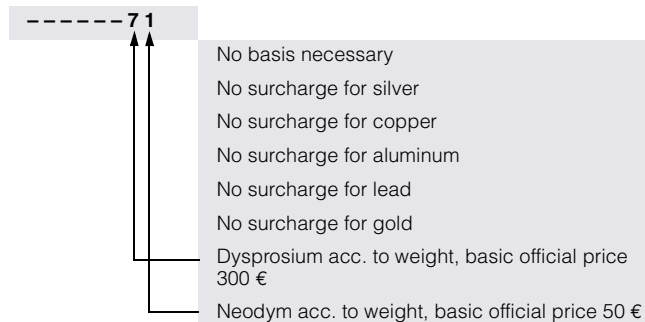 – – – – – – 7 1
No basis necessary
No surcharge for silver
No surcharge for copper
No surcharge for aluminum
No surcharge for lead
No surcharge for gold
Dysprosium acc. to weight, basic official price
300 €
Neodym acc. to weight, basic official price 50 €